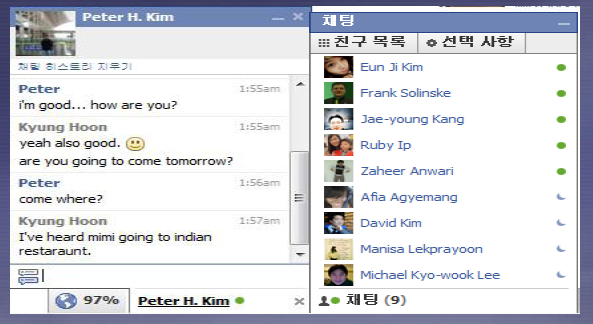 Peter H. Kim
채팅 히스토리 지우기
Peter 1:55am
i'm good... how are you?
Kyung Hoon 1:55am
yeah also good.
are you going to come tomorrow?
Peter 1:56am
come where?
Kyung Hoon 1:57am
I've heard mimi going to indian
restaraunt.
97% Peter H. Kim
채팅
친구 목록 선택 사항
Eun Ji Kim
Frank Solinske
Jae-young Kang
Ruby Ip
Zaheer Anwari
Afia Agyemang
David Kim
Manisa Lekprayoon
Michael Kyo-wook Lee
채팅 (9)